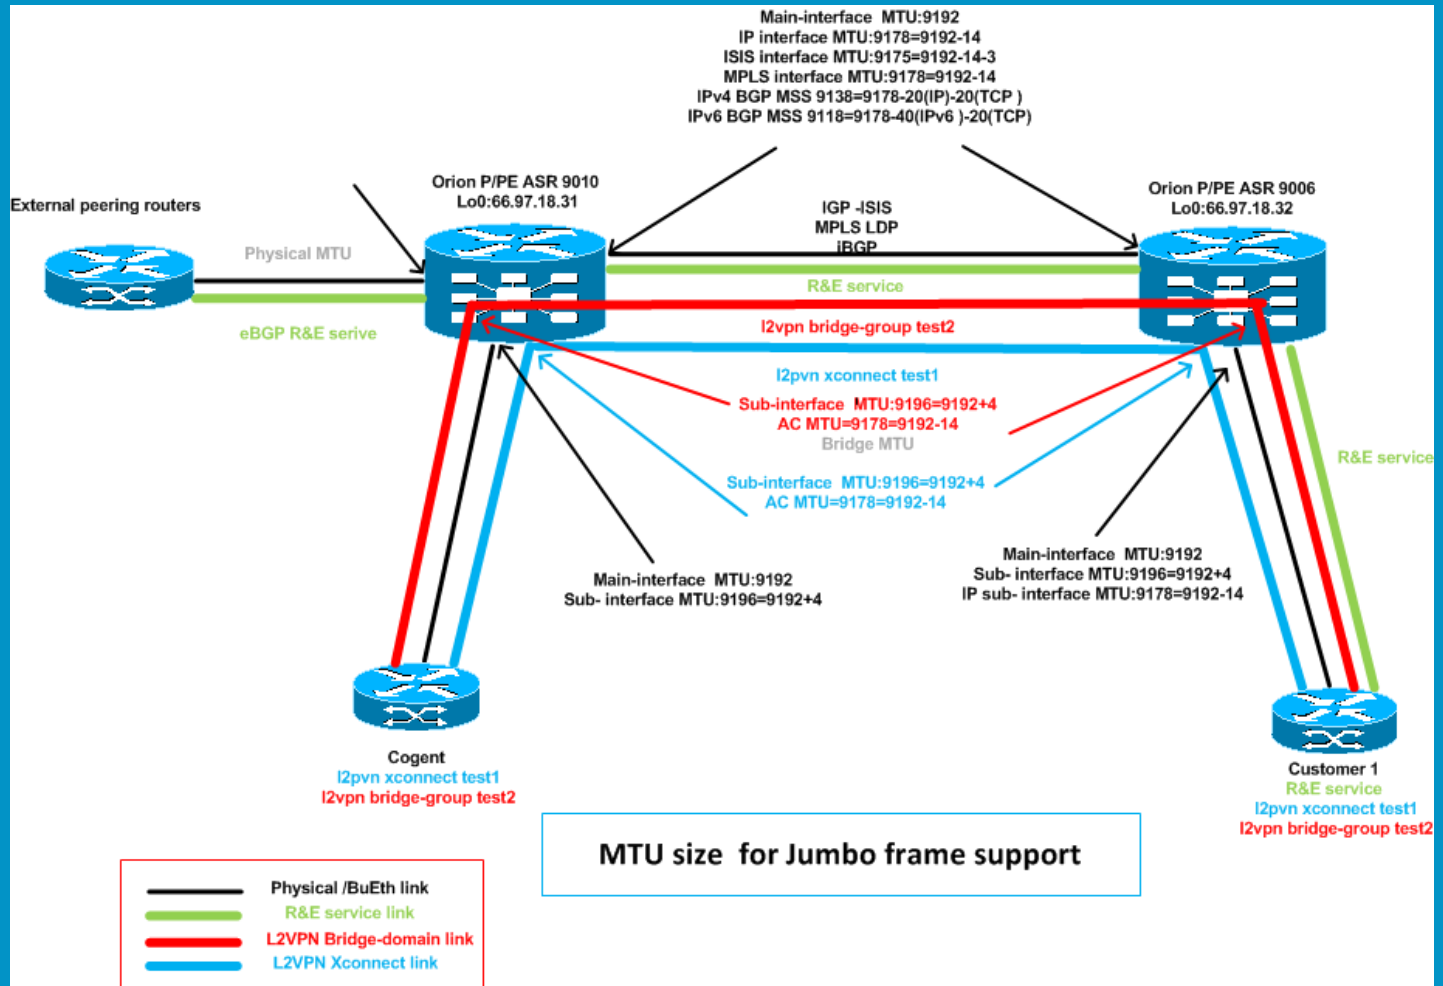 Main-interface  MTU:9192
IP interface MTU:9178=9192-14
ISIS interface MTU:9175=9192-14-3
MPLS interface MTU:9178=9192-14
IPv4 BGP MSS 9138=9178-20(IP)-20(TCP )
IPv6 BGP MSS 9118=9178-40(IPv6 )-20(TCP)
Orion P/PE ASR 9010
Lo0:66.97.18.31
Orion P/PE ASR 9006
Lo0:66.97.18.32
External peering routers
IGP -ISIS
MPLS LDP
iBGP
Physical MTU
R&E service
eBGP R&E serive
l2vpn bridge-group test2
l2pvn xconnect test1
Sub-interface  MTU:9196=9192+4
AC MTU=9178=9192-14
Bridge MTU
R&E service
Sub-interface  MTU:9196=9192+4
AC MTU=9178=9192-14
Main-interface  MTU:9192
Sub- interface MTU:9196=9192+4
Main-interface  MTU:9192
Sub- interface MTU:9196=9192+4
IP sub- interface MTU:9178=9192-14
Cogent
l2pvn xconnect test1
l2vpn bridge-group test2
Customer 1
R&E service
l2pvn xconnect test1
l2vpn bridge-group test2
MTU size  for Jumbo frame support
Physical /BuEth link
R&E service link
L2VPN Bridge-domain link
L2VPN Xconnect link